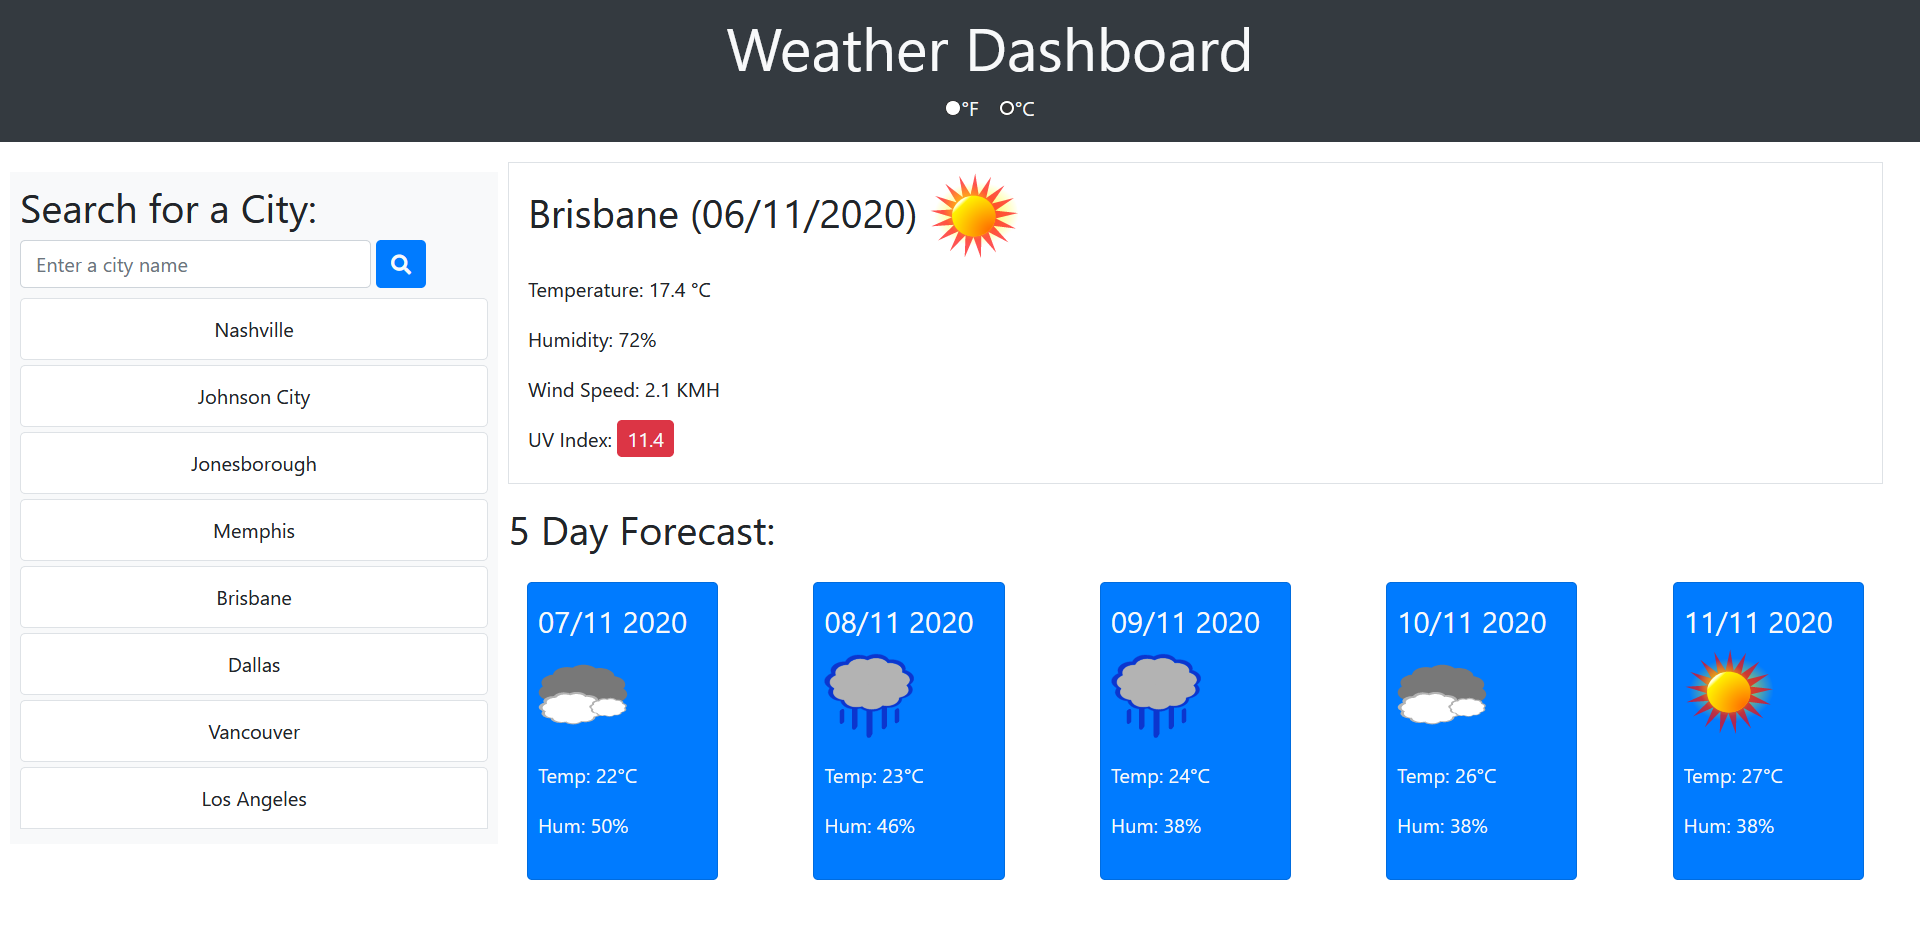 Weather Dashboard
°F °C
Search for a City:
Enter a city name
Nashville
Johnson City
Jonesborough
Memphis
Brisbane
Dallas
Vancouver
Los Angeles
Brisbane (06/11/2020)
Temperature: 17.4 °C
Humidity: 72%
Wind Speed: 2.1 KMH
UV Index: 11.4
5 Day Forecast:
07/11 2020
Temp: 22°C
Hum: 50%
08/11 2020
Temp: 23°C
Hum: 46%
09/11 2020
Temp: 24°C
Hum: 38%
10/11 2020
Temp: 26°C
Hum: 38%
11/11 2020
Temp: 27°C
Hum: 38%